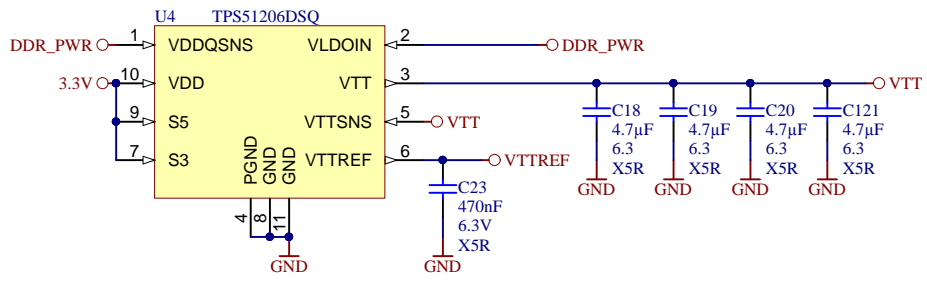 U4 TPS51206DSQ
DDR_PWR 1 VDDQSNS VLDOIN 2 DDR_PWR
3.3V 10 VDD VTT 3 VTT
9 S5 VTTSNS 5 VTT
7 S3 VTTREF 6 VTTREF
PGND GND GND
4 8 11
GND
C23
470nF
6.3V
X5R
GND
C18
4.7µF
6.3
X5R
GND
C19
4.7µF
6.3
X5R
GND
C20
4.7µF
6.3
X5R
GND
C121
4.7µF
6.3
X5R
GND